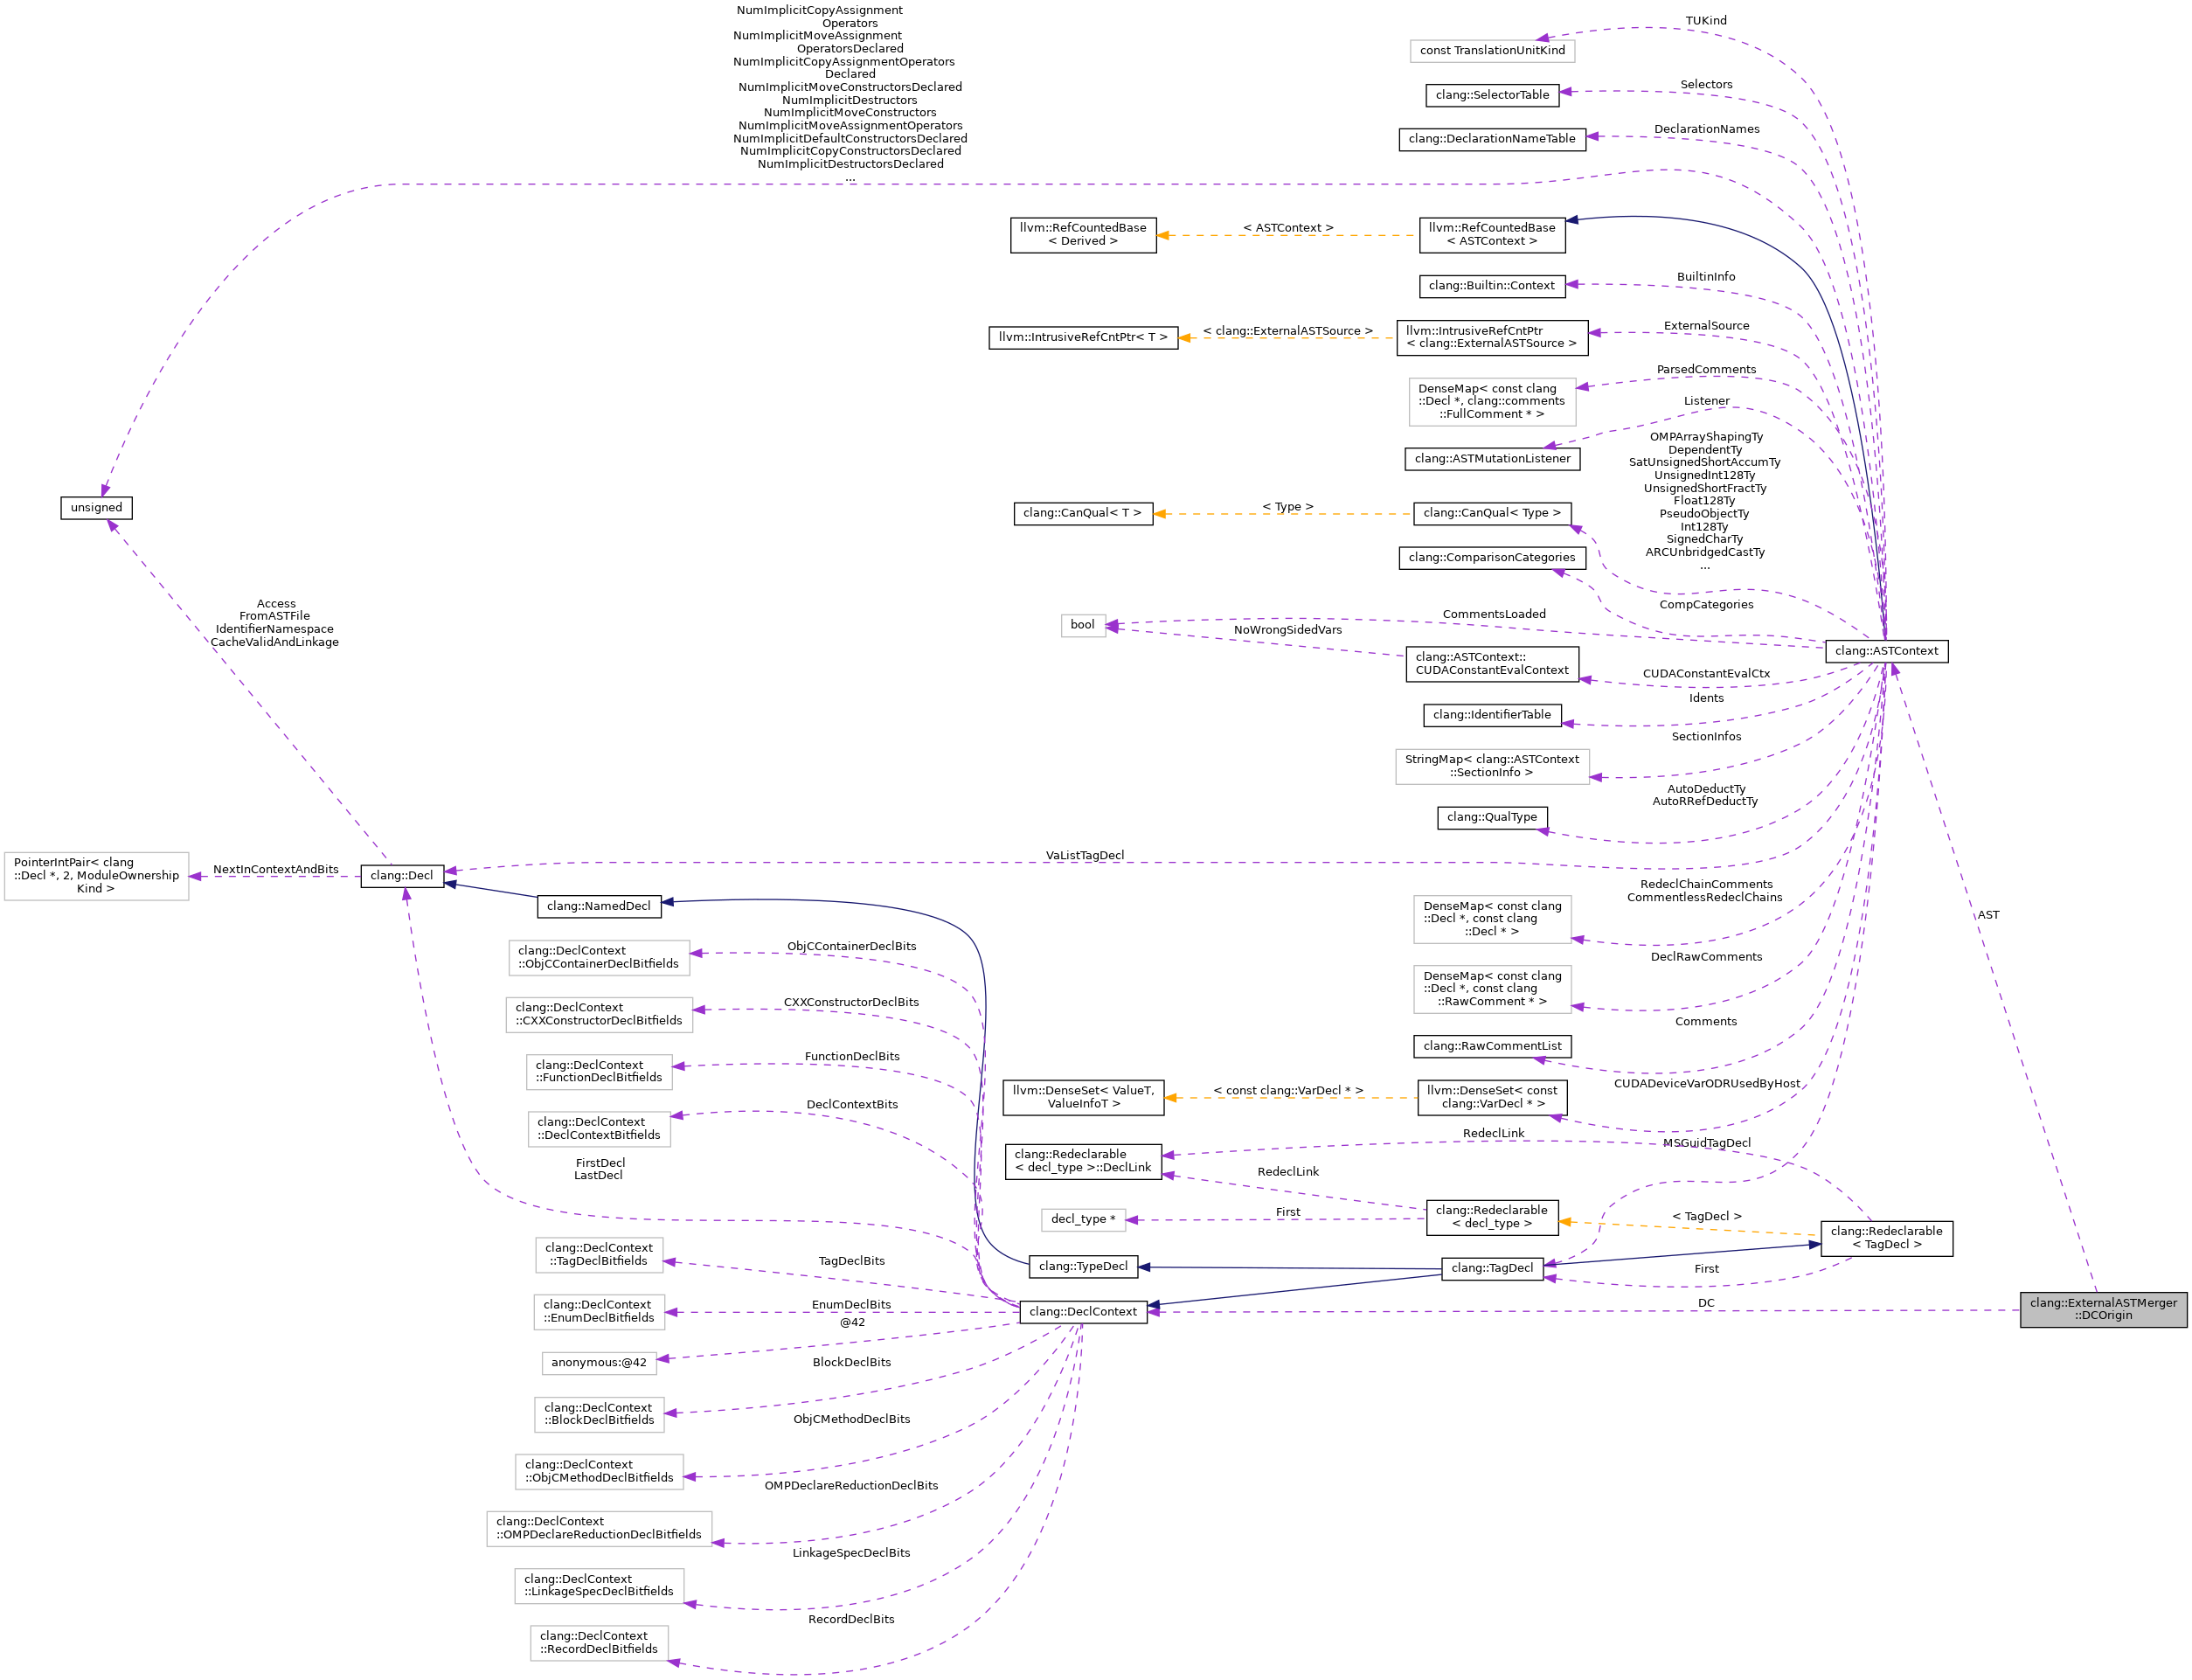 NumImplicitCopyAssignment
Operators
NumImplicitMoveAssignment
OperatorsDeclared
NumImplicitCopyAssignmentOperators
Declared
NumImplicitMoveConstructorsDeclared
NumImplicitDestructors
NumImplicitMoveConstructors
NumImplicitMoveAssignmentOperators
NumImplicitDefaultConstructorsDeclared
NumImplicitCopyConstructorsDeclared
NumImplicitDestructorsDeclared
...
TUKind
const TranslationUnitKind
Selectors
clang::SelectorTable
DeclarationNames
clang::DeclarationNameTable
llvm::RefCountedBase
< Derived >
< ASTContext >
llvm::RefCountedBase
< ASTContext >
BuiltinInfo
clang::Builtin::Context
llvm::IntrusiveRefCntPtr< T >
< clang::ExternalASTSource >
llvm::IntrusiveRefCntPtr
< clang::ExternalASTSource >
ExternalSource
ParsedComments
DenseMap< const clang
::Decl *, clang::comments
::FullComment * >
Listener
clang::ASTMutationListener
OMPArrayShapingTy
DependentTy
SatUnsignedShortAccumTy
UnsignedInt128Ty
UnsignedShortFractTy
Float128Ty
PseudoObjectTy
Int128Ty
SignedCharTy
ARCUnbridgedCastTy
...
unsigned
clang::CanQual< T >
< Type >
clang::CanQual< Type >
clang::ComparisonCategories
CompCategories
Access
FromASTFile
IdentifierNamespace
CacheValidAndLinkage
bool
CommentsLoaded
NoWrongSidedVars
clang::ASTContext::
CUDAConstantEvalContext
clang::ASTContext
CUDAConstantEvalCtx
Idents
clang::IdentifierTable
SectionInfos
StringMap< clang::ASTContext
::SectionInfo >
AutoDeductTy
AutoRRefDeductTy
clang::QualType
VaListTagDecl
PointerIntPair< clang
::Decl *, 2, ModuleOwnership
Kind >
NextInContextAndBits
clang::Decl
clang::NamedDecl
RedeclChainComments
CommentlessRedeclChains
DenseMap< const clang
::Decl *, const clang
::Decl * >
AST
clang::DeclContext
::ObjCContainerDeclBitfields
ObjCContainerDeclBits
DeclRawComments
DenseMap< const clang
::Decl *, const clang
::RawComment * >
clang::DeclContext
::CXXConstructorDeclBitfields
CXXConstructorDeclBits
Comments
clang::RawCommentList
clang::DeclContext
::FunctionDeclBitfields
FunctionDeclBits
llvm::DenseSet< ValueT,
ValueInfoT >
< const clang::VarDecl * >
llvm::DenseSet< const
clang::VarDecl * >
CUDADeviceVarODRUsedByHost
clang::DeclContext
::DeclContextBitfields
DeclContextBits
RedeclLink
MSGuidTagDecl
clang::Redeclarable
< decl_type >::DeclLink
RedeclLink
FirstDecl
LastDecl
decl_type *
First
clang::Redeclarable
< decl_type >
< TagDecl >
clang::Redeclarable
< TagDecl >
clang::DeclContext
::TagDeclBitfields
TagDeclBits
clang::TypeDecl
clang::TagDecl
First
clang::DeclContext
::EnumDeclBitfields
EnumDeclBits
clang::DeclContext
DC
clang::ExternalASTMerger
::DCOrigin
@42
anonymous:@42
BlockDeclBits
clang::DeclContext
::BlockDeclBitfields
ObjCMethodDeclBits
clang::DeclContext
::ObjCMethodDeclBitfields
OMPDeclareReductionDeclBits
clang::DeclContext
::OMPDeclareReductionDeclBitfields
LinkageSpecDeclBits
clang::DeclContext
::LinkageSpecDeclBitfields
RecordDeclBits
clang::DeclContext
::RecordDeclBitfields